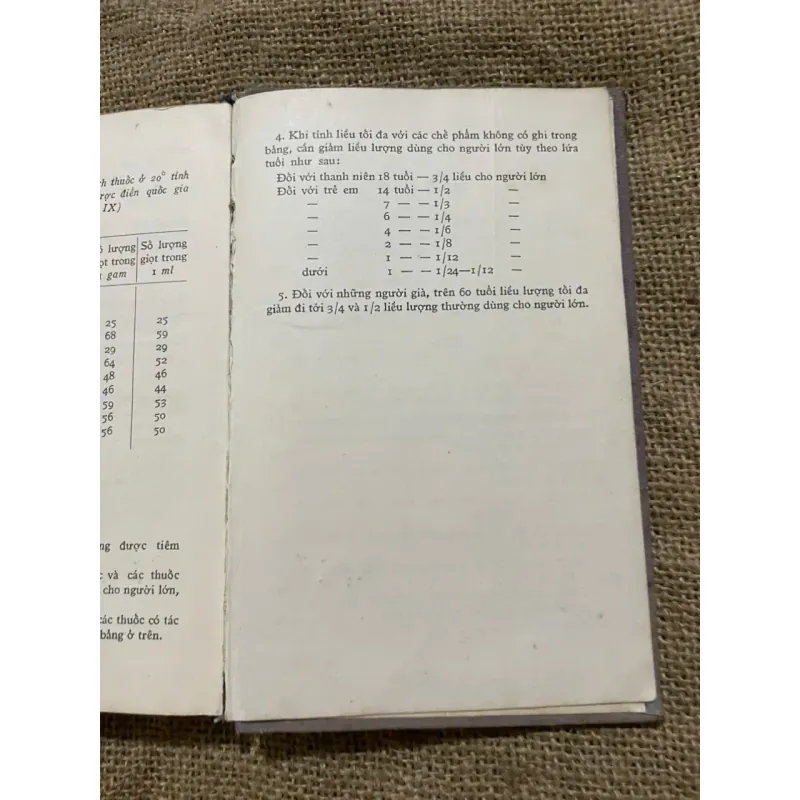 ch thuốc ở 20° tính
ược điển quốc gia
IX)
lượng Số lượng
ọt trong giọt trong
gam 1 ml
25 25
68 59
29 29
64 52
48 46
46 44
59 53
56 50
56 50
ng được tiêm
và các thuốc
cho người lớn,
các thuốc có tác
bảng ở trên.
4. Khi tính liều tối đa với các chế phẩm không có ghi trong
bảng, cần giảm liều lượng dùng cho người lớn tùy theo lứa
tuổi như sau:
Đối với thanh niên 18 tuổi — 3/4 liều cho người lớn
Đối với trẻ em 14 tuổi — 1/2 —
— 7 — — 1/3 —
— 6 — — 1/4 —
— 4 — — 1/6 —
— 2 — — 1/8 —
— 1 — — 1/12 —
dưới 1 — — 1/24—1/12 —
5. Đối với những người già, trên 60 tuổi liều lượng tối đa
giảm đi tới 3/4 và 1/2 liều lượng thường dùng cho người lớn.